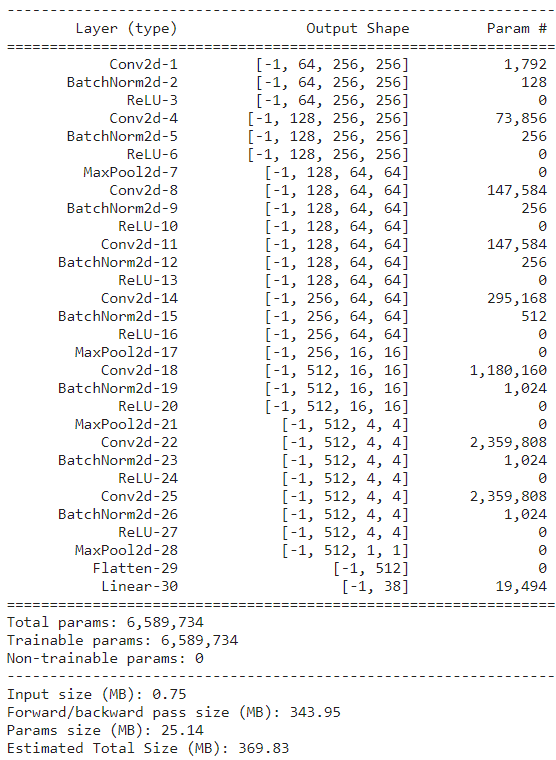 ----------------------------------------------------------------
Layer (type) Output Shape Param #
================================================================
Conv2d-1 [-1, 64, 256, 256] 1,792
BatchNorm2d-2 [-1, 64, 256, 256] 128
ReLU-3 [-1, 64, 256, 256] 0
Conv2d-4 [-1, 128, 256, 256] 73,856
BatchNorm2d-5 [-1, 128, 256, 256] 256
ReLU-6 [-1, 128, 256, 256] 0
MaxPool2d-7 [-1, 128, 64, 64] 0
Conv2d-8 [-1, 128, 64, 64] 147,584
BatchNorm2d-9 [-1, 128, 64, 64] 256
ReLU-10 [-1, 128, 64, 64] 0
Conv2d-11 [-1, 128, 64, 64] 147,584
BatchNorm2d-12 [-1, 128, 64, 64] 256
ReLU-13 [-1, 128, 64, 64] 0
Conv2d-14 [-1, 256, 64, 64] 295,168
BatchNorm2d-15 [-1, 256, 64, 64] 512
ReLU-16 [-1, 256, 64, 64] 0
MaxPool2d-17 [-1, 256, 16, 16] 0
Conv2d-18 [-1, 512, 16, 16] 1,180,160
BatchNorm2d-19 [-1, 512, 16, 16] 1,024
ReLU-20 [-1, 512, 16, 16] 0
MaxPool2d-21 [-1, 512, 4, 4] 0
Conv2d-22 [-1, 512, 4, 4] 2,359,808
BatchNorm2d-23 [-1, 512, 4, 4] 1,024
ReLU-24 [-1, 512, 4, 4] 0
Conv2d-25 [-1, 512, 4, 4] 2,359,808
BatchNorm2d-26 [-1, 512, 4, 4] 1,024
ReLU-27 [-1, 512, 4, 4] 0
MaxPool2d-28 [-1, 512, 1, 1] 0
Flatten-29 [-1, 512] 0
Linear-30 [-1, 38] 19,494
================================================================
Total params: 6,589,734
Trainable params: 6,589,734
Non-trainable params: 0
----------------------------------------------------------------
Input size (MB): 0.75
Forward/backward pass size (MB): 343.95
Params size (MB): 25.14
Estimated Total Size (MB): 369.83